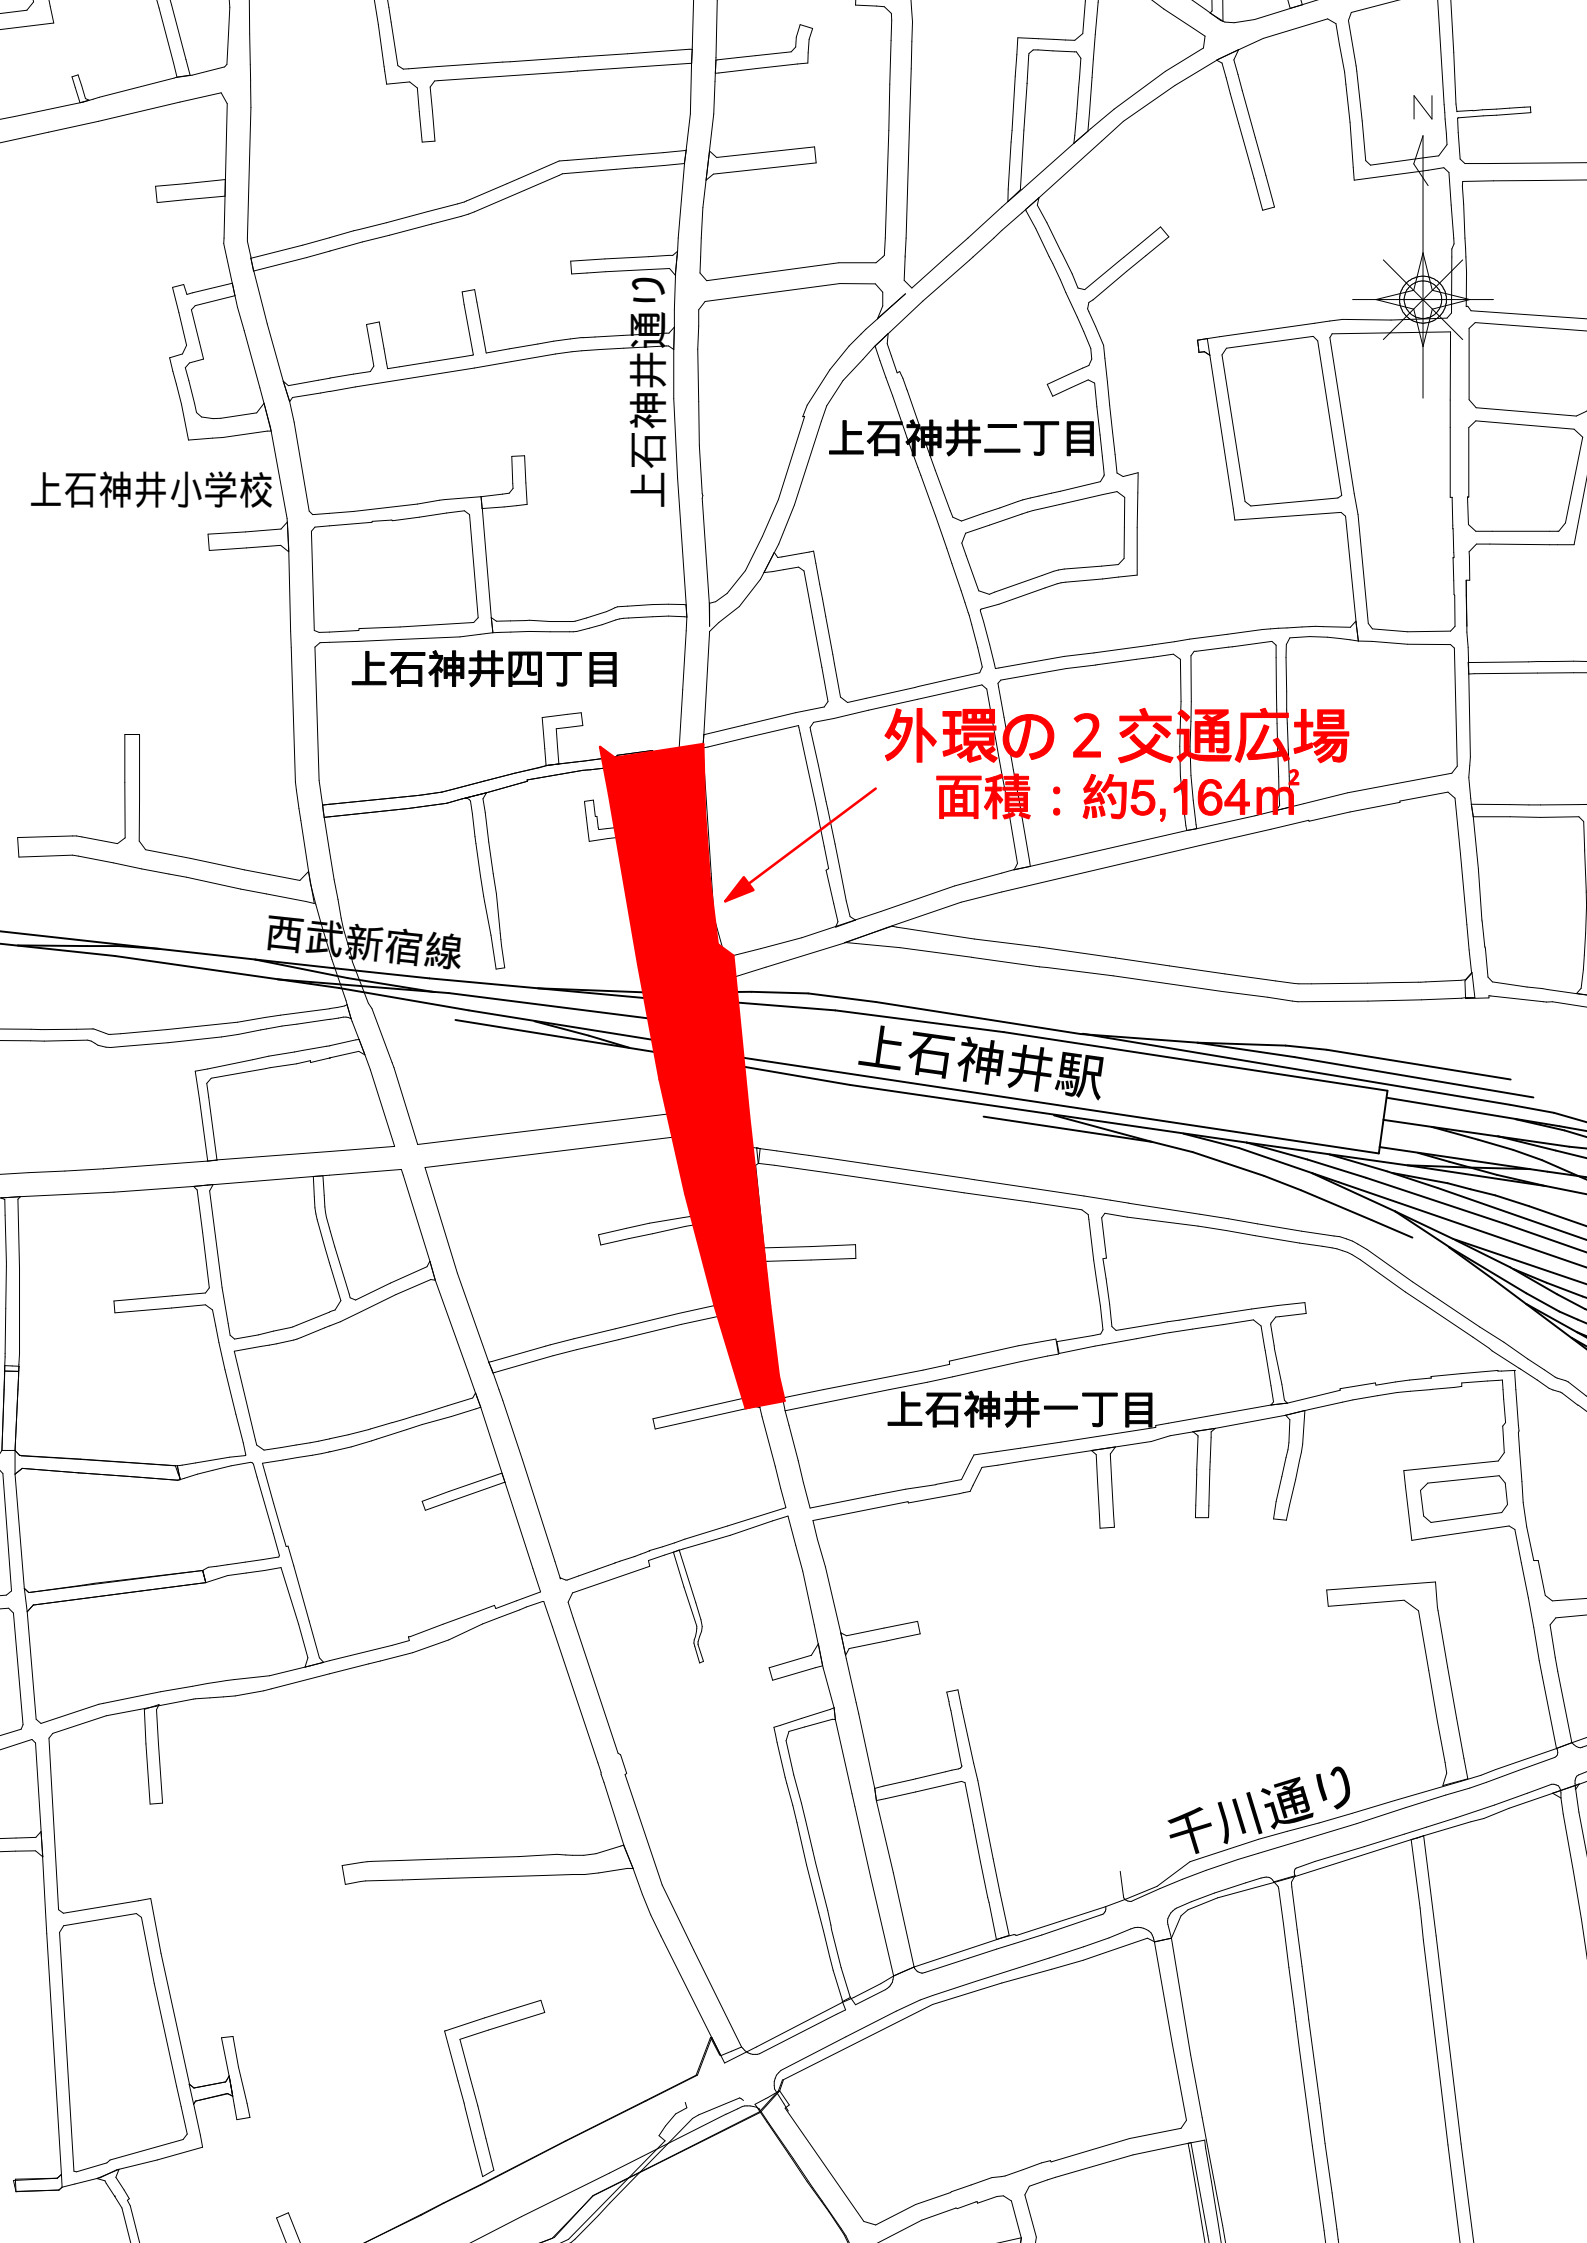 N
上石神井通り
上石神井二丁目
上石神井小学校
上石神井四丁目
外環の２交通広場
面積：約5,164㎡
西武新宿線
上石神井駅
上石神井一丁目
千川通り